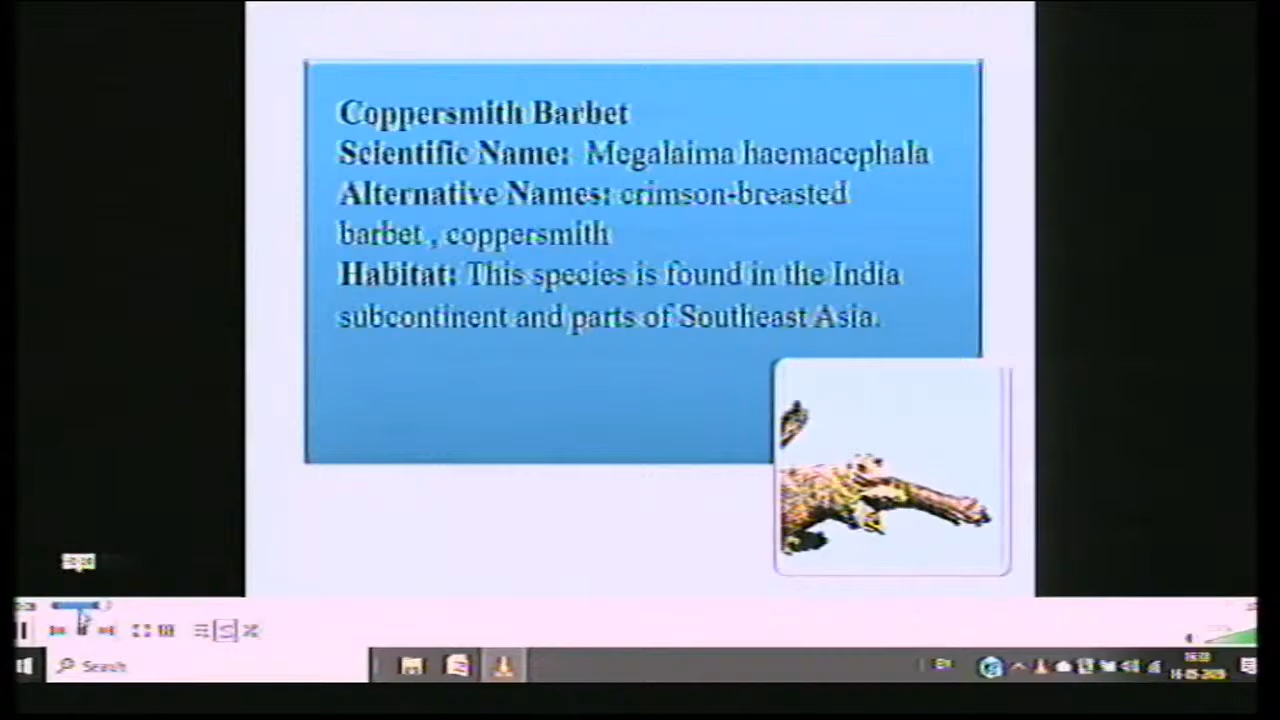 Coppersmith Barbet
Scientific Name: Megalaima haemacephala
Alternative Names: crimson-breasted
barbet , coppersmith
Habitat: This species is found in the India
subcontinent and parts of Southeast Asia.
Search